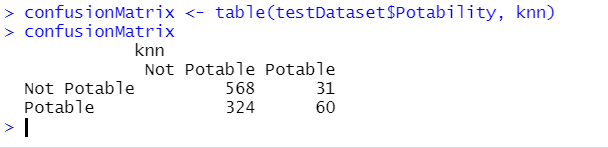 > confusionMatrix <- table(testDataset$Potability, knn)
> confusionMatrix
knn
Not Potable Potable
Not Potable 568 31
Potable 324 60
>